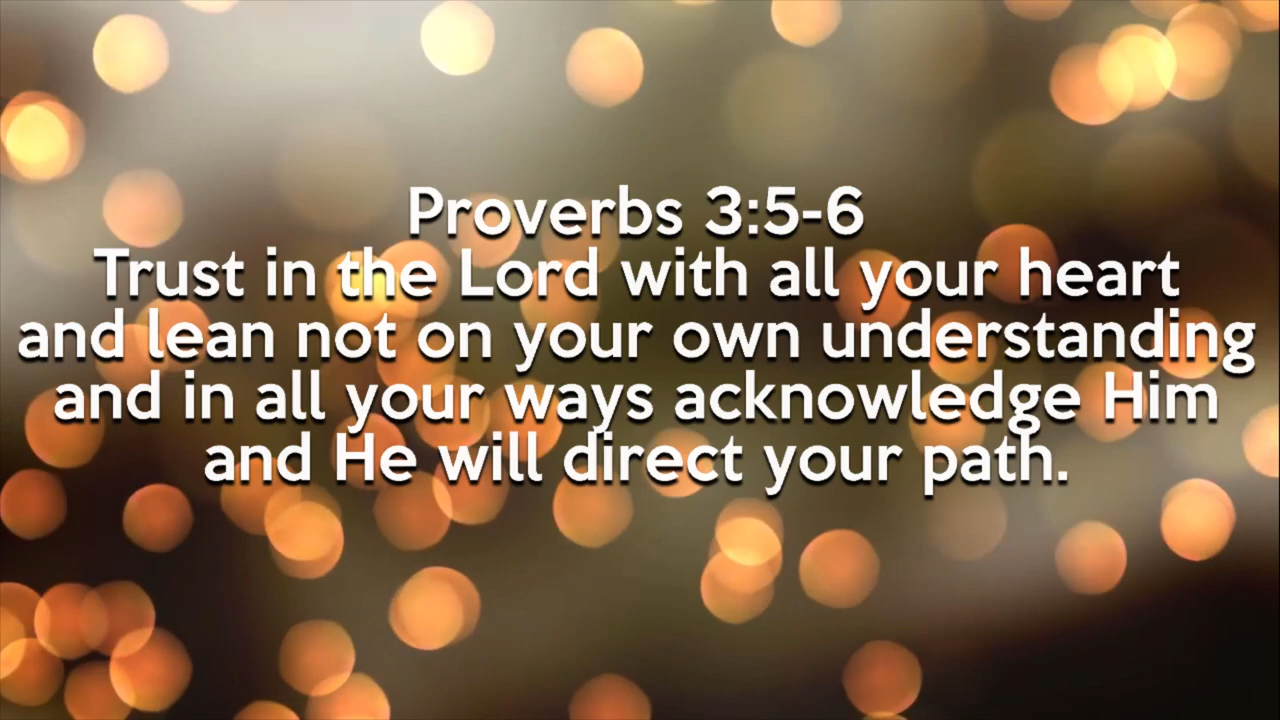 Proverbs 3:5-6
Trust in the Lord with all your heart
and lean not on your own understanding
and in all your ways acknowledge Him
and He will direct your path.